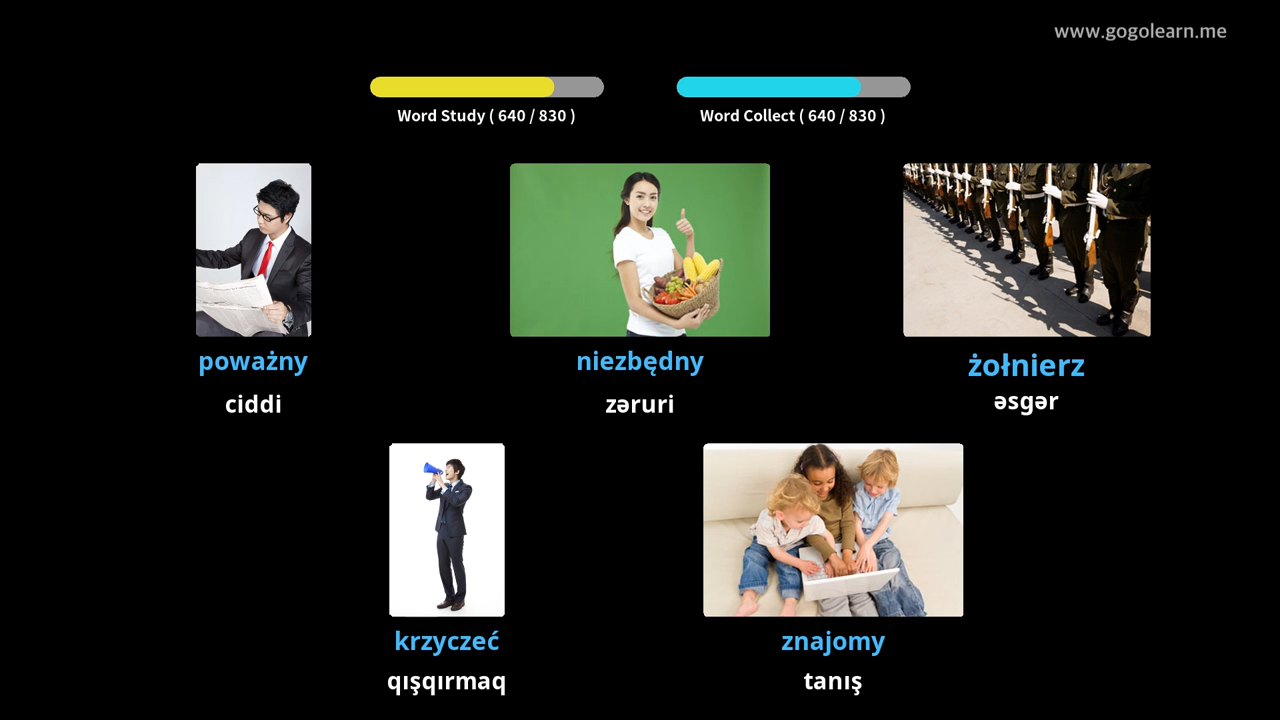 www.gogolearn.me
Word Study ( 640 / 830 )
Word Collect ( 640 / 830 )
poważny
ciddi
niezbędny
zəruri
żołnierz
əsgər
krzyczeć
qışqırmaq
znajomy
tanış